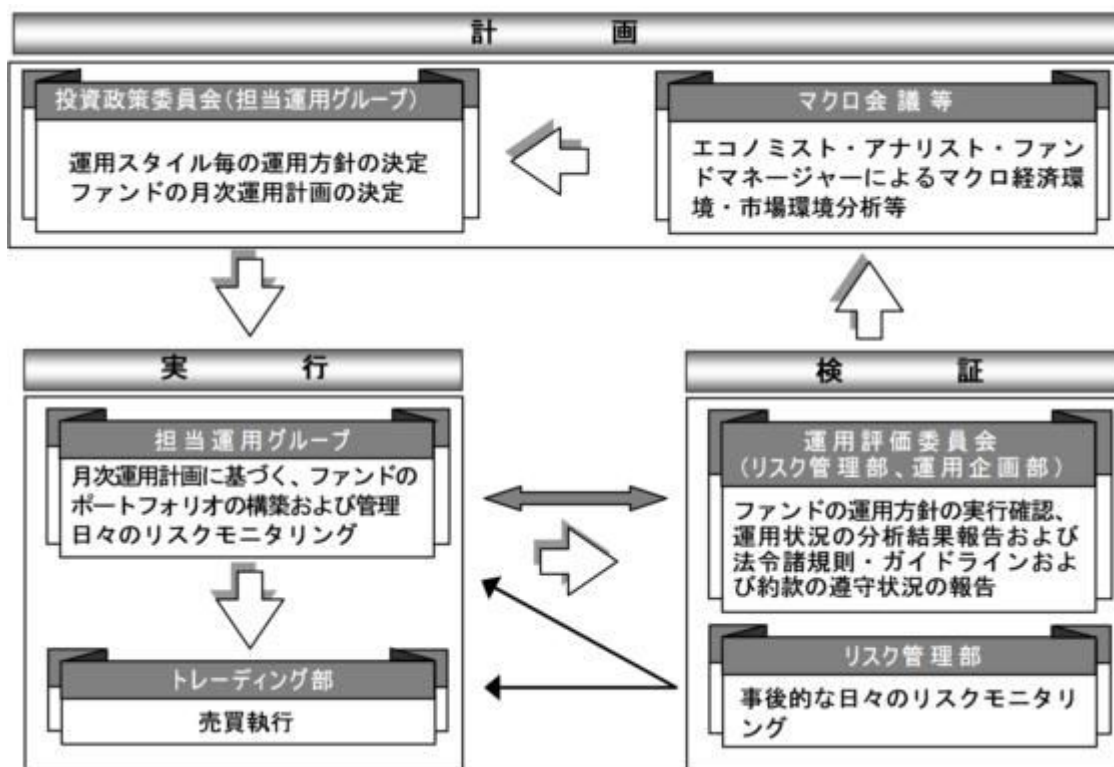 計 画
投資政策委員会(担当運用グループ)
運用スタイル毎の運用方針の決定
ファンドの月次運用計画の決定
マクロ会議等
エコノミスト・アナリスト・ファン
ドマネージャーによるマクロ経済環
境・市場環境分析等
実 行
担当運用グループ
月次運用計画に基づく、ファンドの
ポートフォリオの構築および管理
日々のリスクモニタリング
トレーディング部
売買執行
検 証
運用評価委員会
(リスク管理部、運用企画部)
ファンドの運用方針の実行確認、
運用状況の分析結果報告および
法令諸規則・ガイドラインおよ
び約款の遵守状況の報告
リスク管理部
事後的な日々のリスクモニタリ
ング